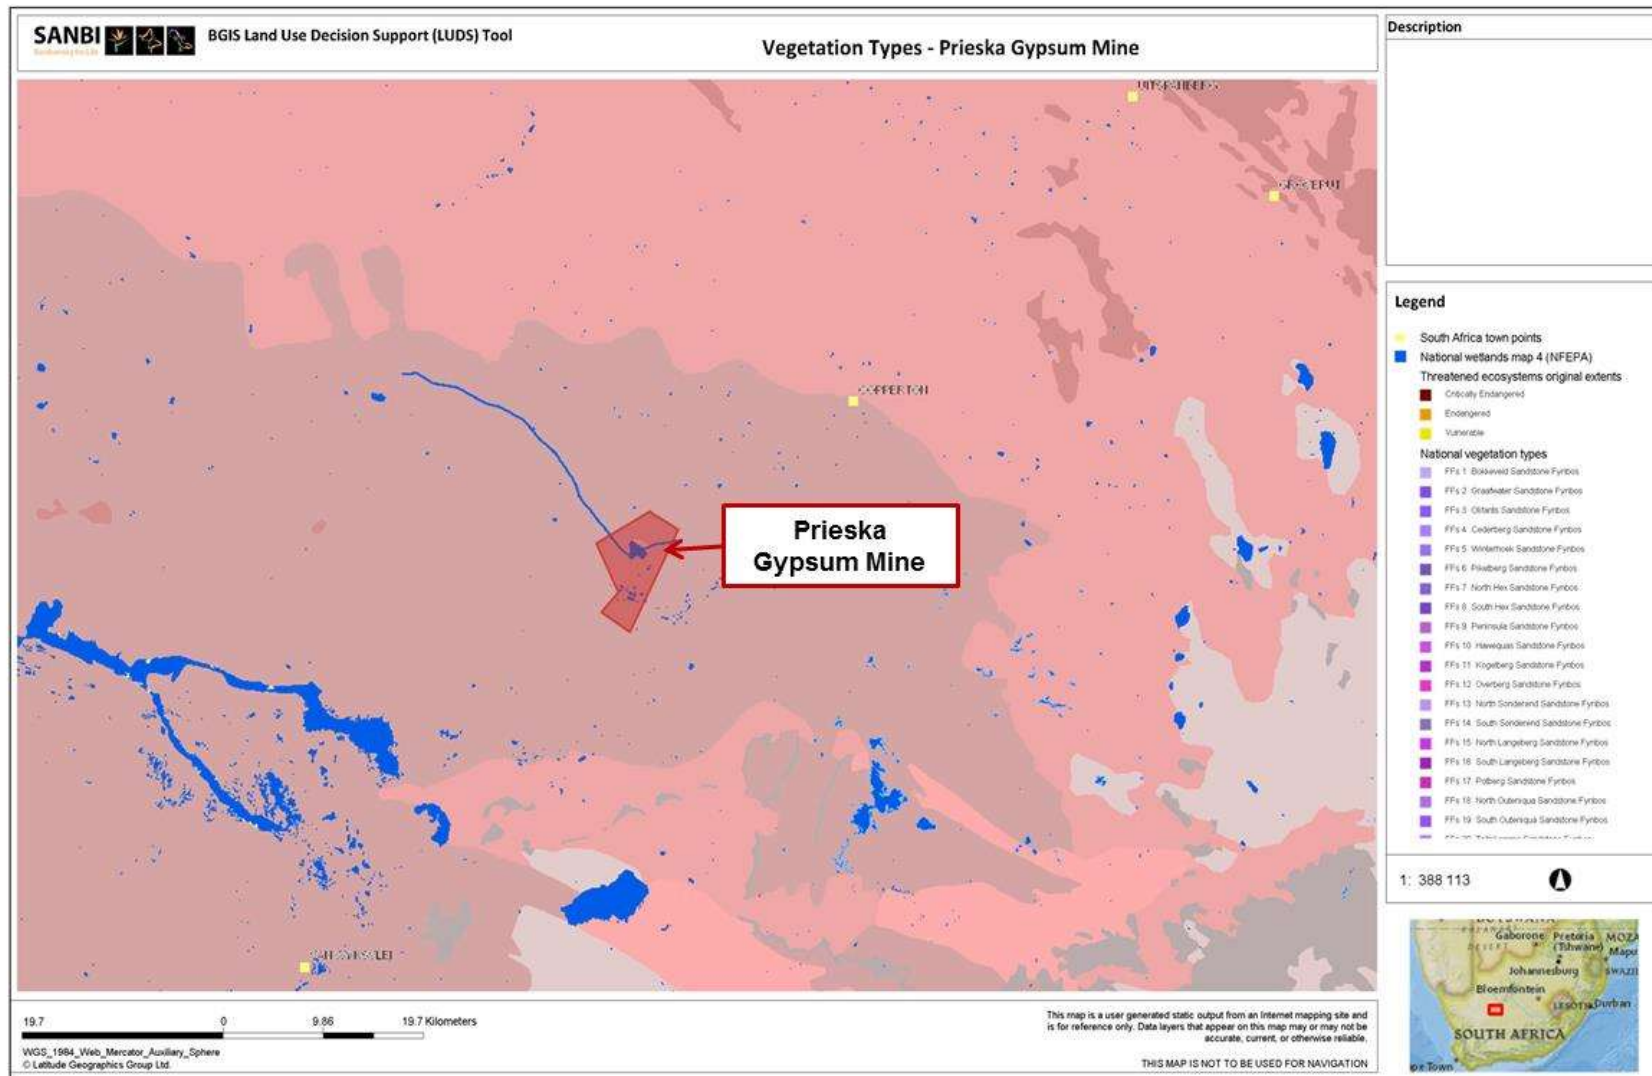 SANBI
BGIS Land Use Decision Support (LUDS) Tool
Vegetation Types - Prieska Gypsum Mine
COPPERTON
Prieska
Gypsum Mine
Description
Legend
South Africa town points
National wetlands map 4 (NFEPA)
Threatened ecosystems original extents
Critically Endangered
Endangered
Vulnerable
National vegetation types
FFs 1 Bokkeveld Sandstone Fynbos
FFs 2 Graafwater Sandstone Fynbos
FFs 3 Olifants Sandstone Fynbos
FFs 4 Cederberg Sandstone Fynbos
FFs 5 Winterhoek Sandstone Fynbos
FFs 6 Piketberg Sandstone Fynbos
FFs 7 North Hex Sandstone Fynbos
FFs 8 South Hex Sandstone Fynbos
FFs 9 Peninsula Sandstone Fynbos
FFs 10 Hawequas Sandstone Fynbos
FFs 11 Kogelberg Sandstone Fynbos
FFs 12 Overberg Sandstone Fynbos
FFs 13 North Sonderend Sandstone Fynbos
FFs 14 South Sonderend Sandstone Fynbos
FFs 15 North Langeberg Sandstone Fynbos
FFs 16 South Langeberg Sandstone Fynbos
FFs 17 Potberg Sandstone Fynbos
FFs 18 North Outeniqua Sandstone Fynbos
FFs 19 South Outeniqua Sandstone Fynbos
1: 388 113
BOTSWANA
DESERT
Gaborone
Pretoria
(Tshwane)
MOZA
Mapu
Johannesburg
SWAZI
Bloemfontein
LESOTHO
Durban
SOUTH AFRICA
pe Town
19.7
0
9.86
19.7 Kilometers
WGS_1984_Web_Mercator_Auxiliary_Sphere
© Latitude Geographics Group Ltd.
This map is a user generated static output from an Internet mapping site and
is for reference only. Data layers that appear on this map may or may not be
accurate, current, or otherwise reliable.
THIS MAP IS NOT TO BE USED FOR NAVIGATION